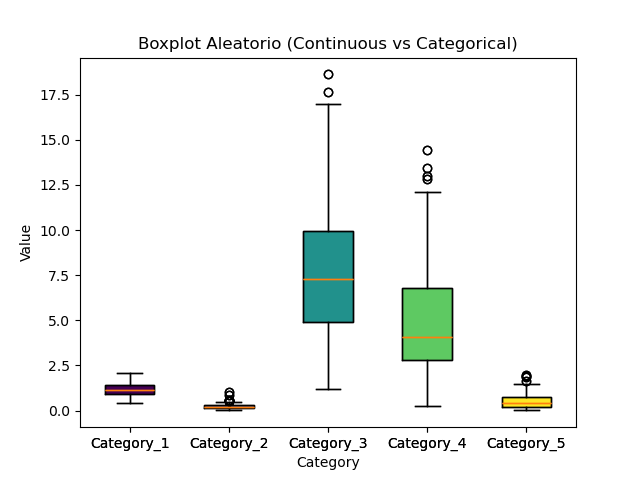 Boxplot Aleatorio (Continuous vs Categorical)
17.5
15.0
12.5
10.0
7.5
5.0
2.5
0.0
Value
Category_1 Category_2 Category_3 Category_4 Category_5
Category